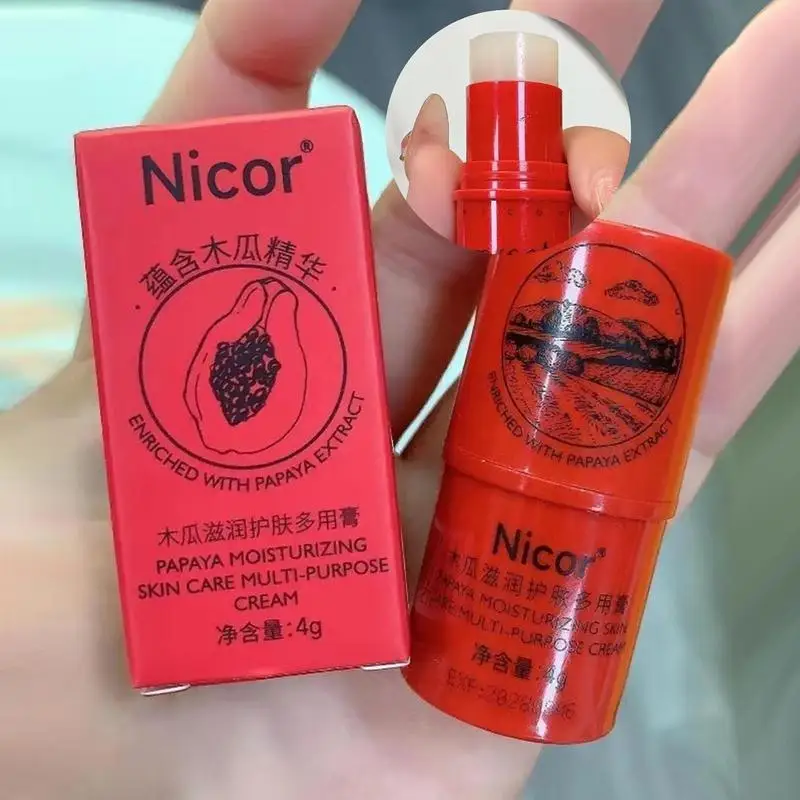 Nicor®
·蕴含木瓜精华·
ENRICHED WITH PAPAYA EXTRACT
木瓜滋润护肤多用膏
PAPAYA MOISTURIZING
SKIN CARE MULTI-PURPOSE
CREAM
净含量:4g
ENRICHED WITH PAPAYA EXTRACT
Nicor®
木瓜滋润护肤多用膏
PAPAYA MOISTURIZING SKIN
CARE MULTI-PURPOSE CREAM
净含量:4g